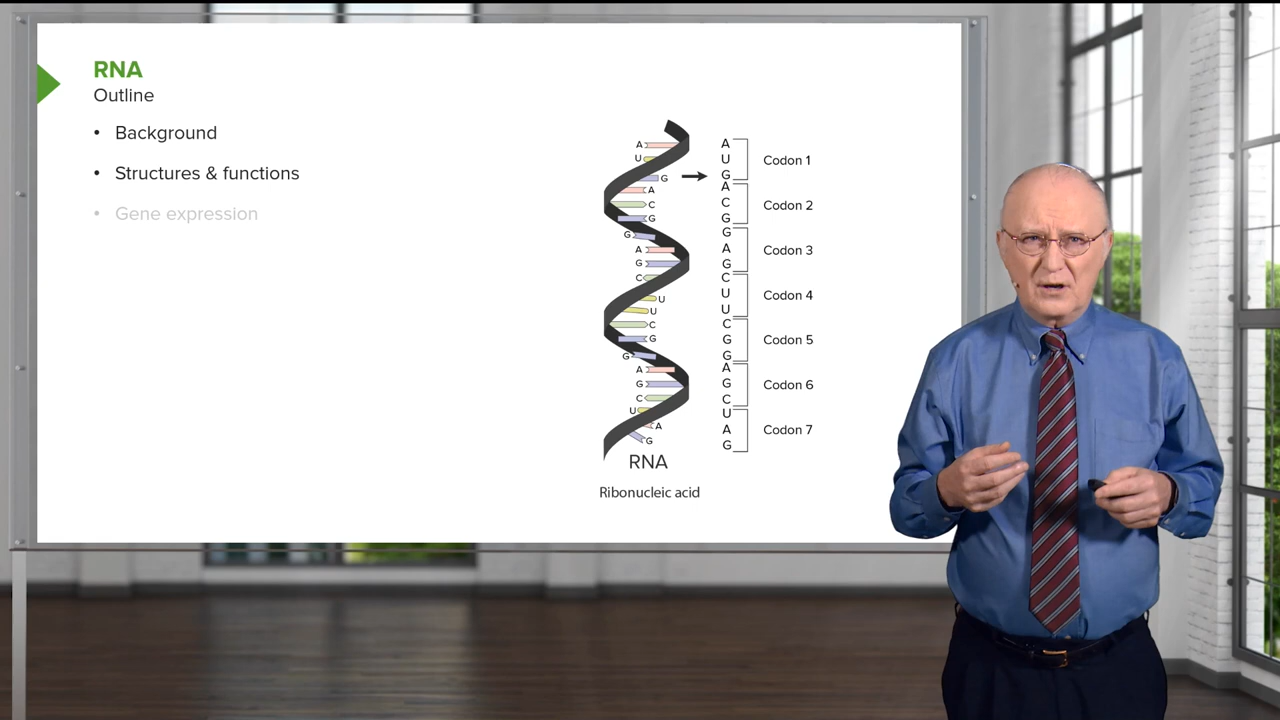 RNA
Outline
• Background
• Structures & functions
• Gene expression
A
U
G
A
C
G
G
A
G
C
U
U
C
G
G
A
G
C
U
A
G
RNA
Ribonucleic acid
A
U
G
Codon 1
A
C
G
Codon 2
G
A
G
Codon 3
C
U
U
Codon 4
C
G
G
Codon 5
A
G
C
Codon 6
U
A
G
Codon 7